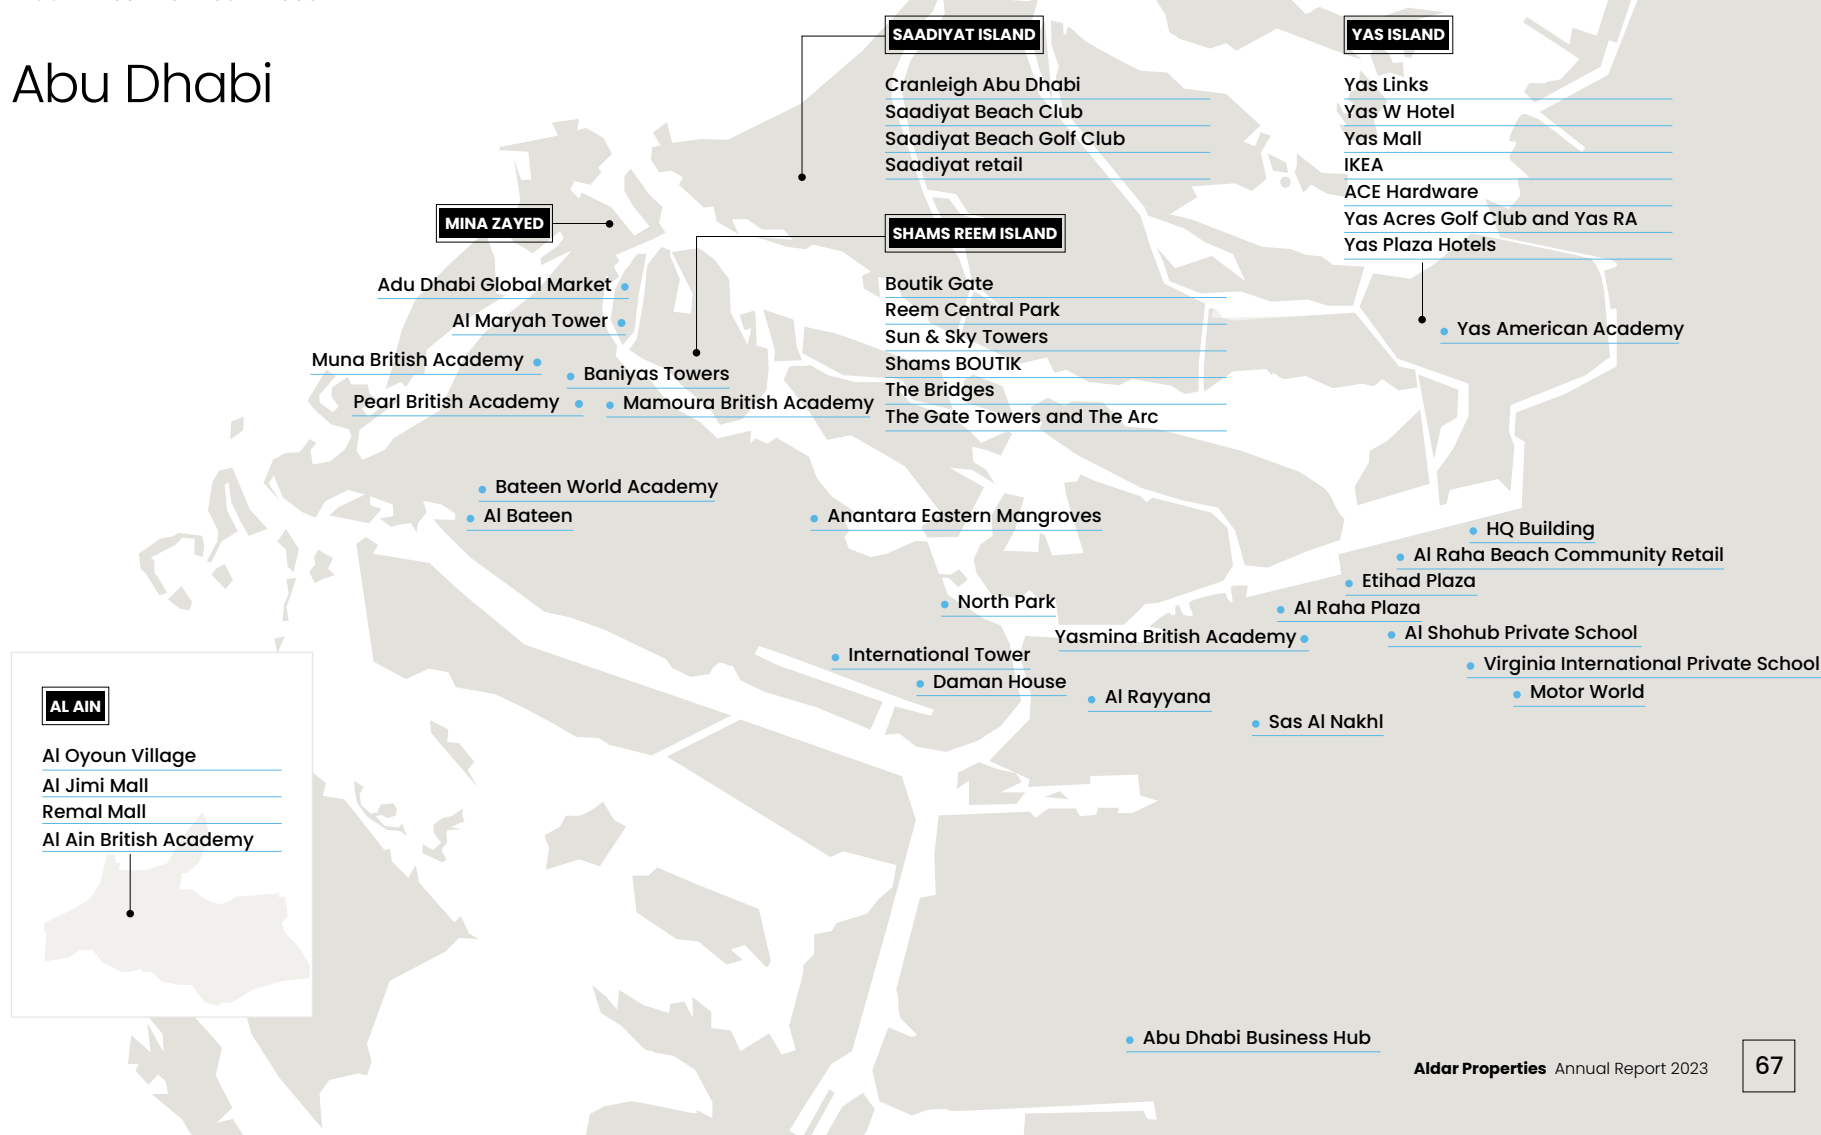 Abu Dhabi
SAADIYAT ISLAND
Cranleigh Abu Dhabi
Saadiyat Beach Club
Saadiyat Beach Golf Club
Saadiyat retail
YAS ISLAND
Yas Links
Yas W Hotel
Yas Mall
IKEA
ACE Hardware
Yas Acres Golf Club and Yas RA
Yas Plaza Hotels
Yas American Academy
MINA ZAYED
SHAMS REEM ISLAND
Boutik Gate
Reem Central Park
Sun & Sky Towers
Shams BOUTIK
The Bridges
The Gate Towers and The Arc
Adu Dhabi Global Market
Al Maryah Tower
Muna British Academy
Baniyas Towers
Pearl British Academy
Mamoura British Academy
Bateen World Academy
Al Bateen
Anantara Eastern Mangroves
HQ Building
Al Raha Beach Community Retail
Etihad Plaza
North Park
Al Raha Plaza
Yasmina British Academy
Al Shohub Private School
International Tower
Virginia International Private School
Daman House
Al Rayyana
Motor World
Sas Al Nakhl
AL AIN
Al Oyoun Village
Al Jimi Mall
Remal Mall
Al Ain British Academy
Abu Dhabi Business Hub
Aldar Properties Annual Report 2023
67